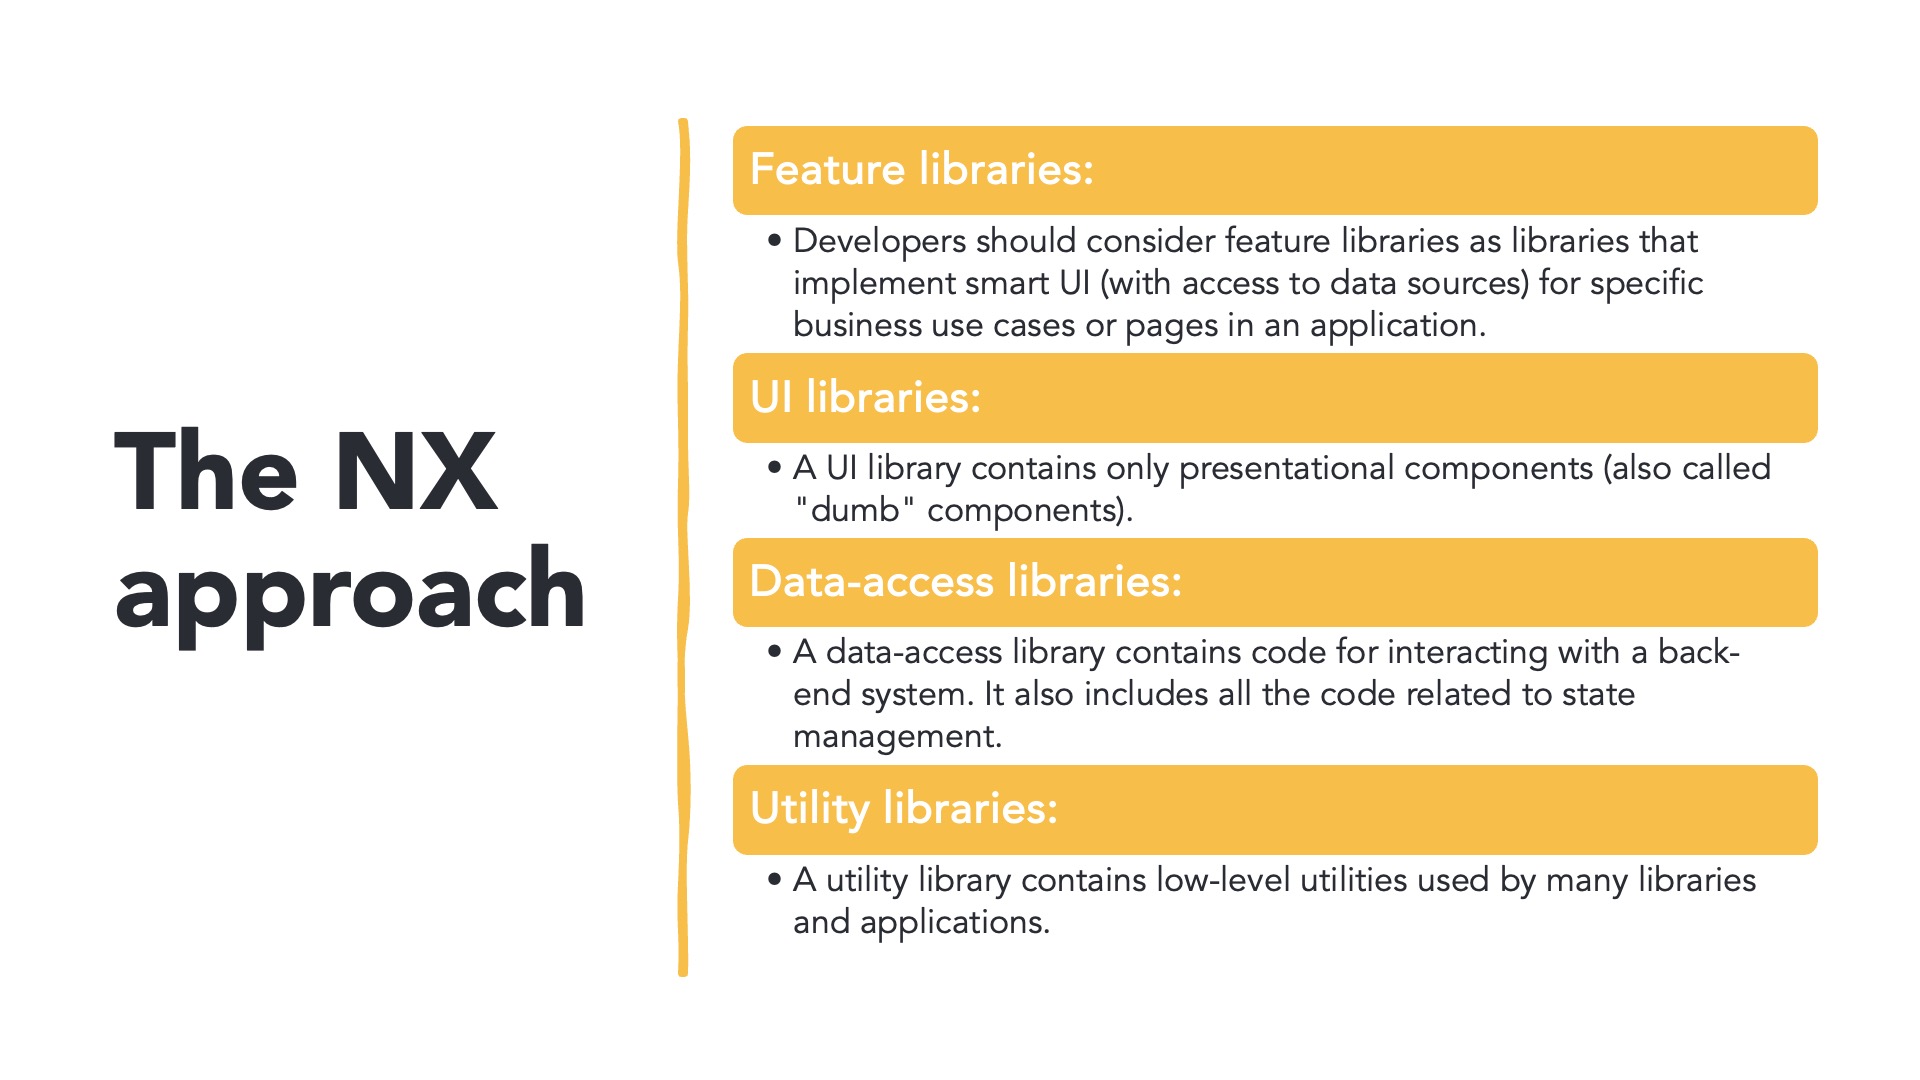 The NX
approach
Feature libraries:
• Developers should consider feature libraries as libraries that
implement smart UI (with access to data sources) for specific
business use cases or pages in an application.
UI libraries:
• A UI library contains only presentational components (also called
"dumb" components).
Data-access libraries:
• A data-access library contains code for interacting with a back-
end system. It also includes all the code related to state
management.
Utility libraries:
• A utility library contains low-level utilities used by many libraries
and applications.